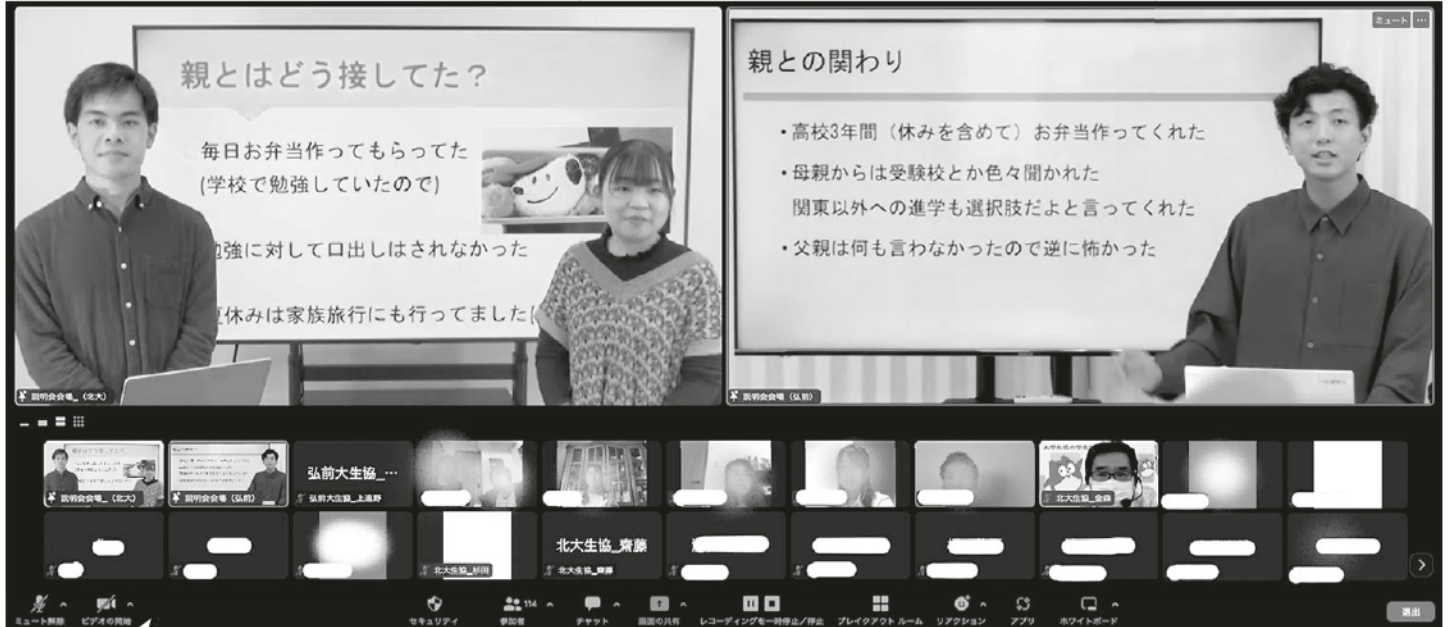 親とはどう接してた？
毎日お弁当作ってもらってた
(学校で勉強していたので)
強に対して口出しはされなかった
休みは家族旅行にも行ってました(
説明会会場_（北大）
ミュート ...
親との関わり
・高校3年間（休みを含めて）お弁当作ってくれた
・母親からは受験校とか色々聞かれた
関東以外への進学も選択肢だよと言ってくれた
・父親は何も言わなかったので逆に怖かった
説明会会場（弘前）
説明会会場_（北大）
説明会会場（弘前）
弘前大生協_…
弘前大生協_上遠野
北大生協_金森
北大生協_杉田
北大生協_齋藤
北大生協_齋藤
ミュート解除
ビデオの開始
セキュリティ
114
参加者
チャット
画面の共有
レコーディングを一時停止／停止
ブレイクアウト ルーム
リアクション
アプリ
ホワイトボード
退出